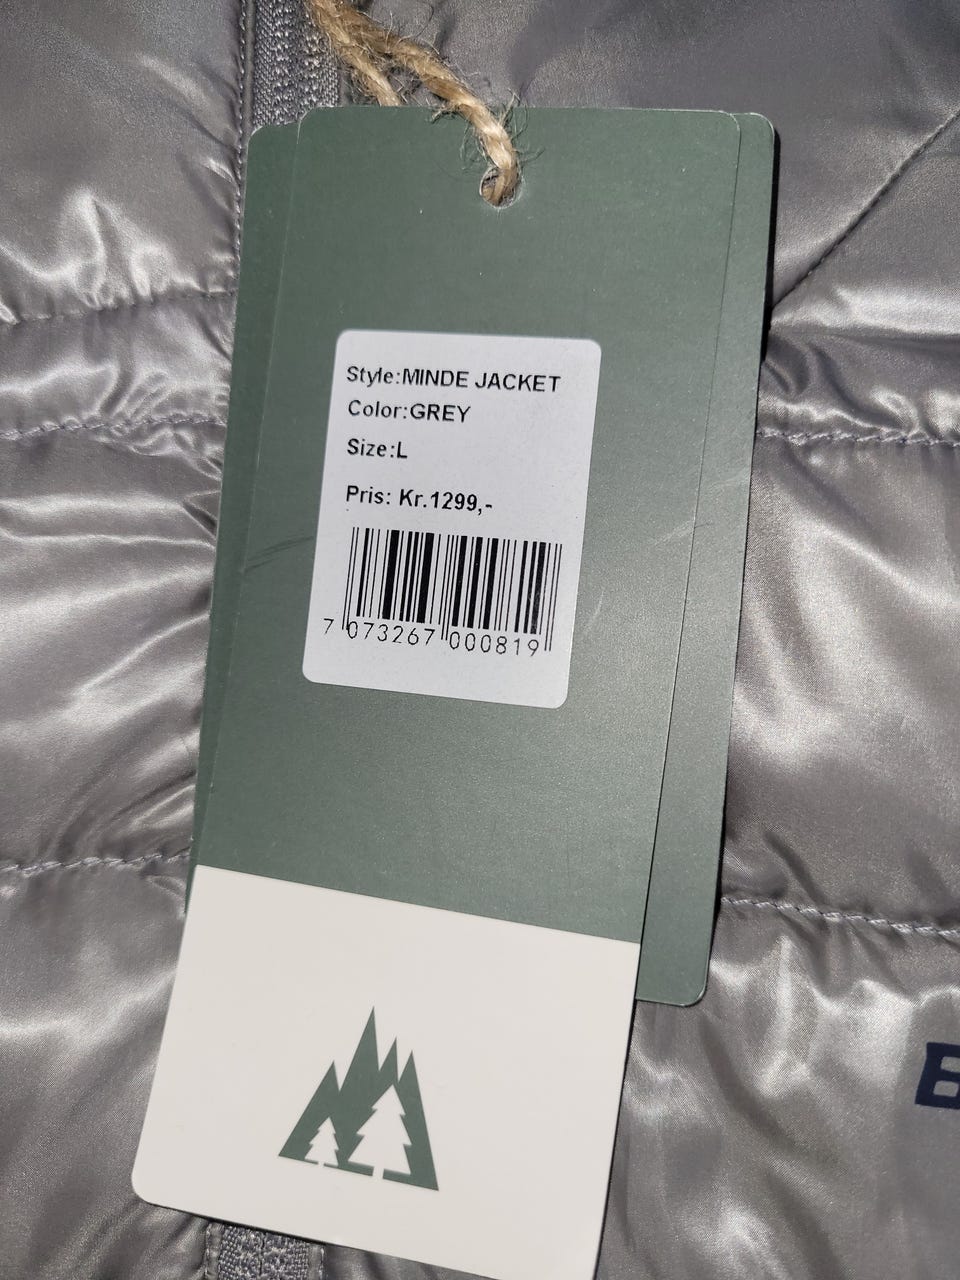 Style:MINDE JACKET
Color:GREY
Size:L
Pris: Kr.1299,-
7 073267 000819